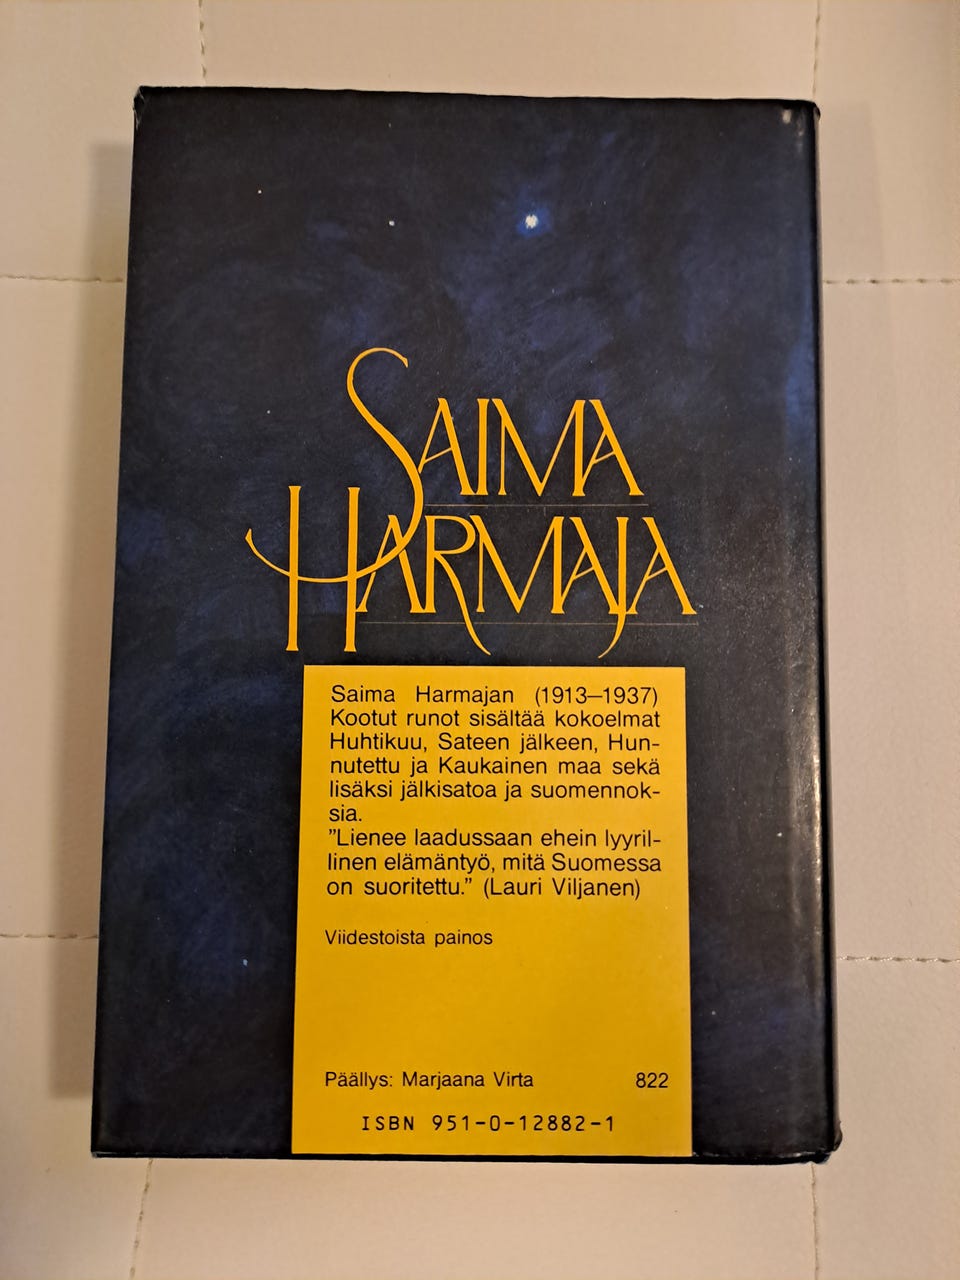 SAIMA
HARMAJA
Saima Harmajan (1913—1937)
Kootut runot sisältää kokoelmat
Huhtikuu, Sateen jälkeen, Hun-
nutettu ja Kaukainen maa sekä
lisäksi jälkisatoa ja suomennok-
sia.
”Lienee laadussaan ehein lyyril-
linen elämäntyö, mitä Suomessa
on suoritettu.” (Lauri Viljanen)
Viidestoista painos
Päällys: Marjaana Virta 822
ISBN 951-0-12882-1